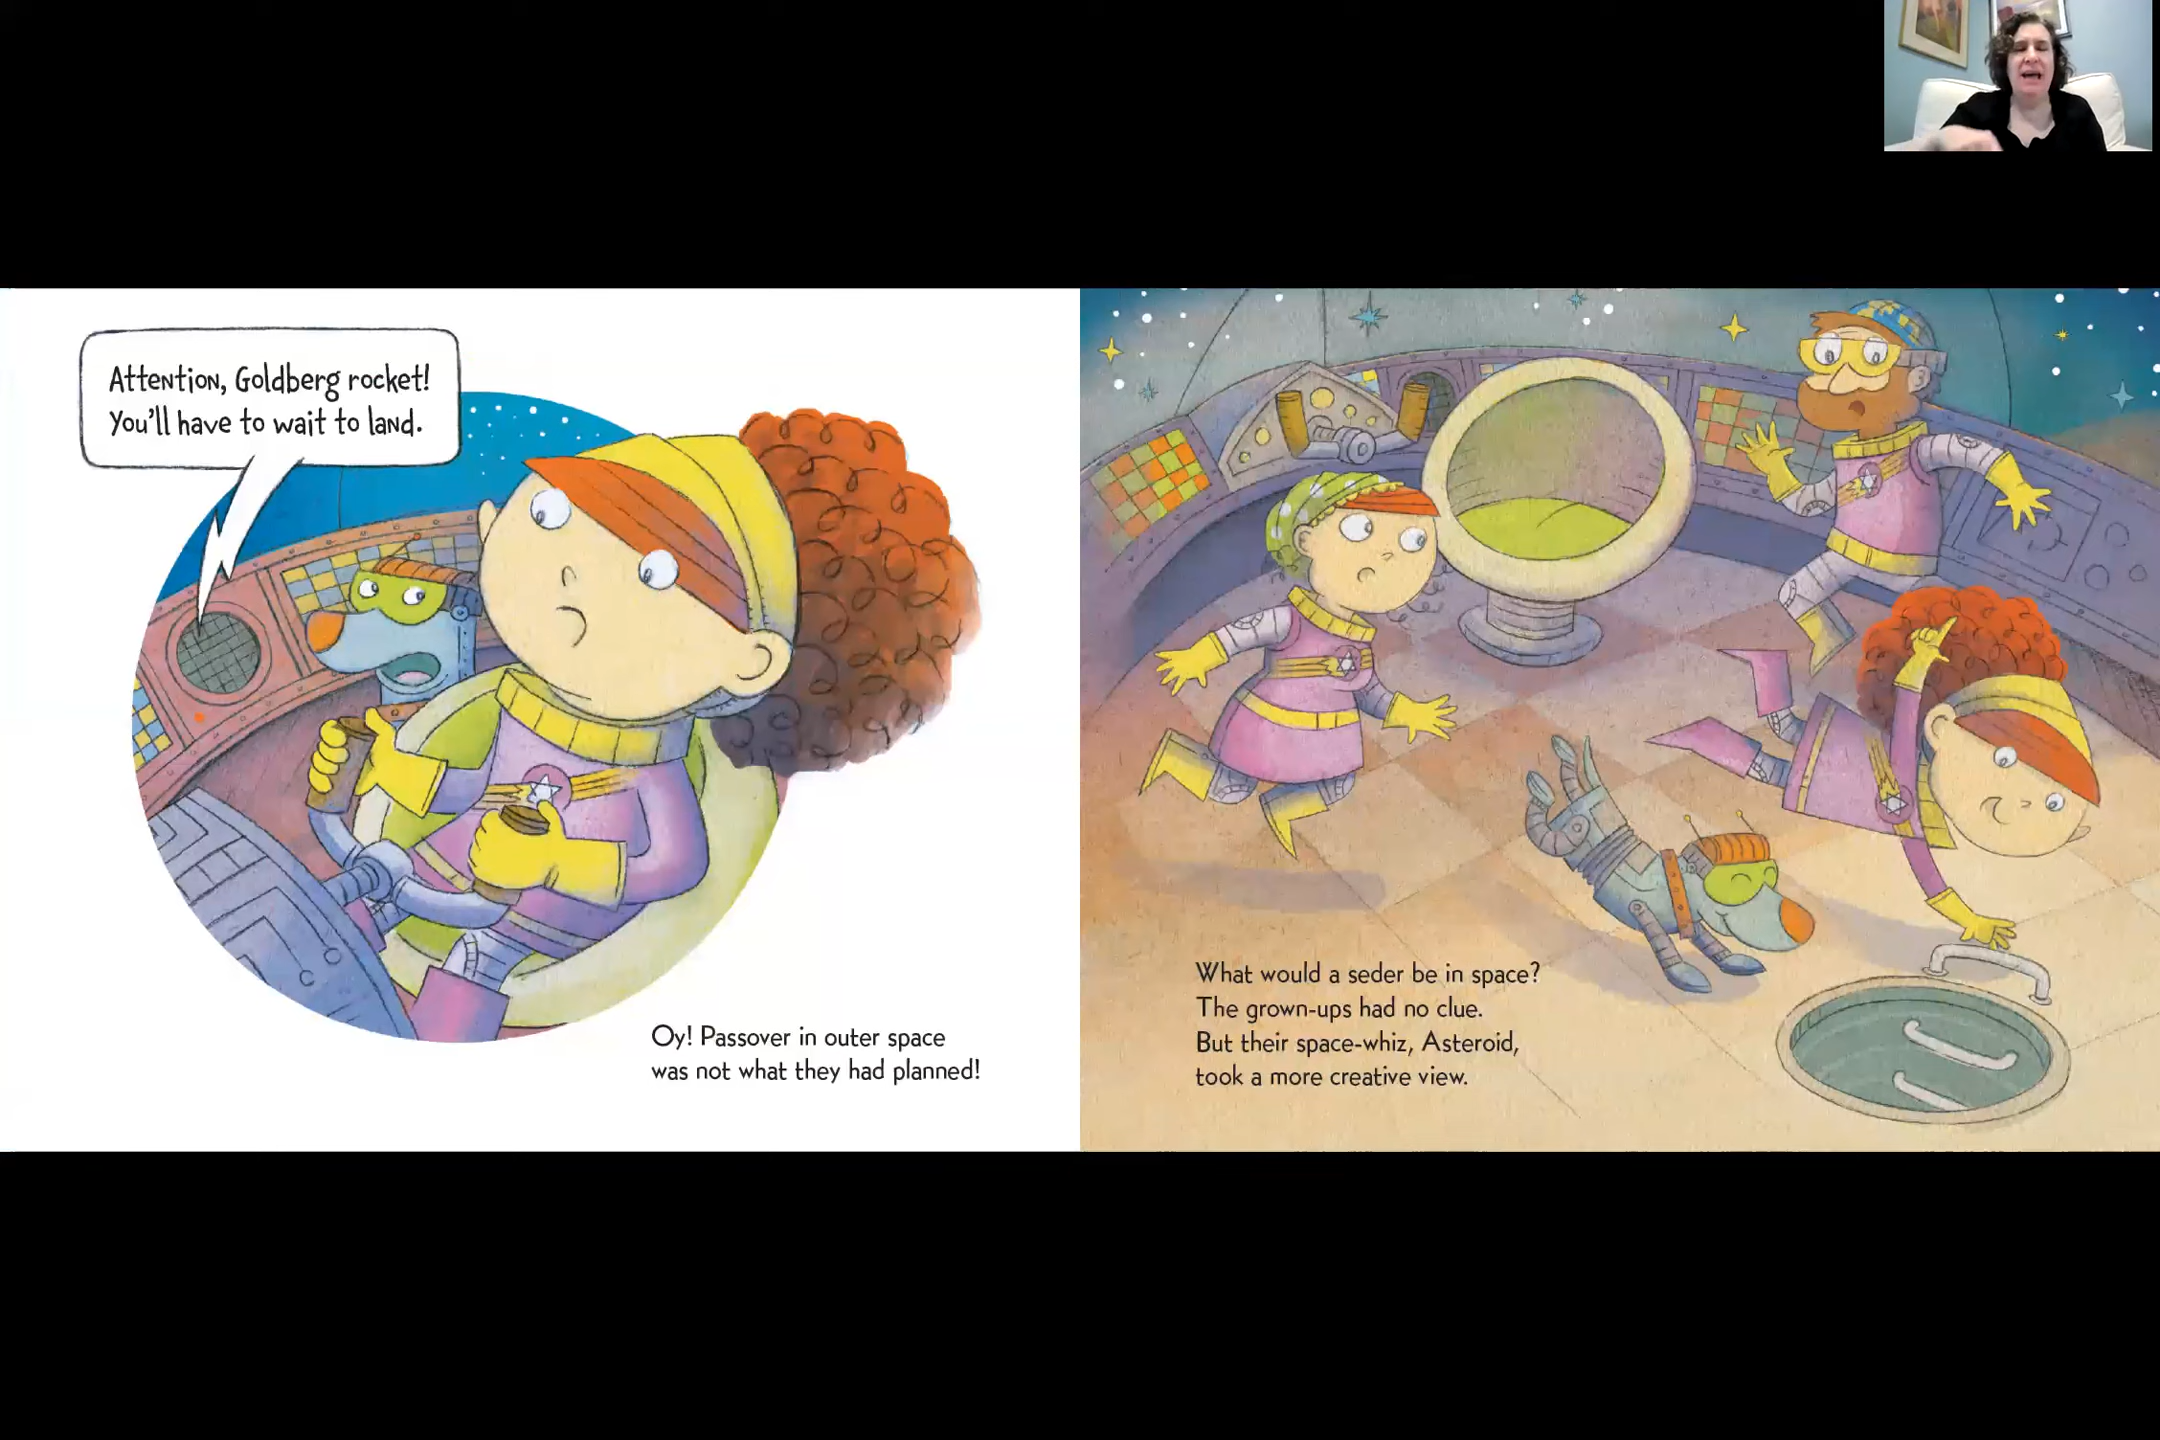 Attention, Goldberg rocket!
You'll have to wait to land.
Oy! Passover in outer space
was not what they had planned!
What would a seder be in space?
The grown-ups had no clue.
But their space-whiz, Asteroid,
took a more creative view.